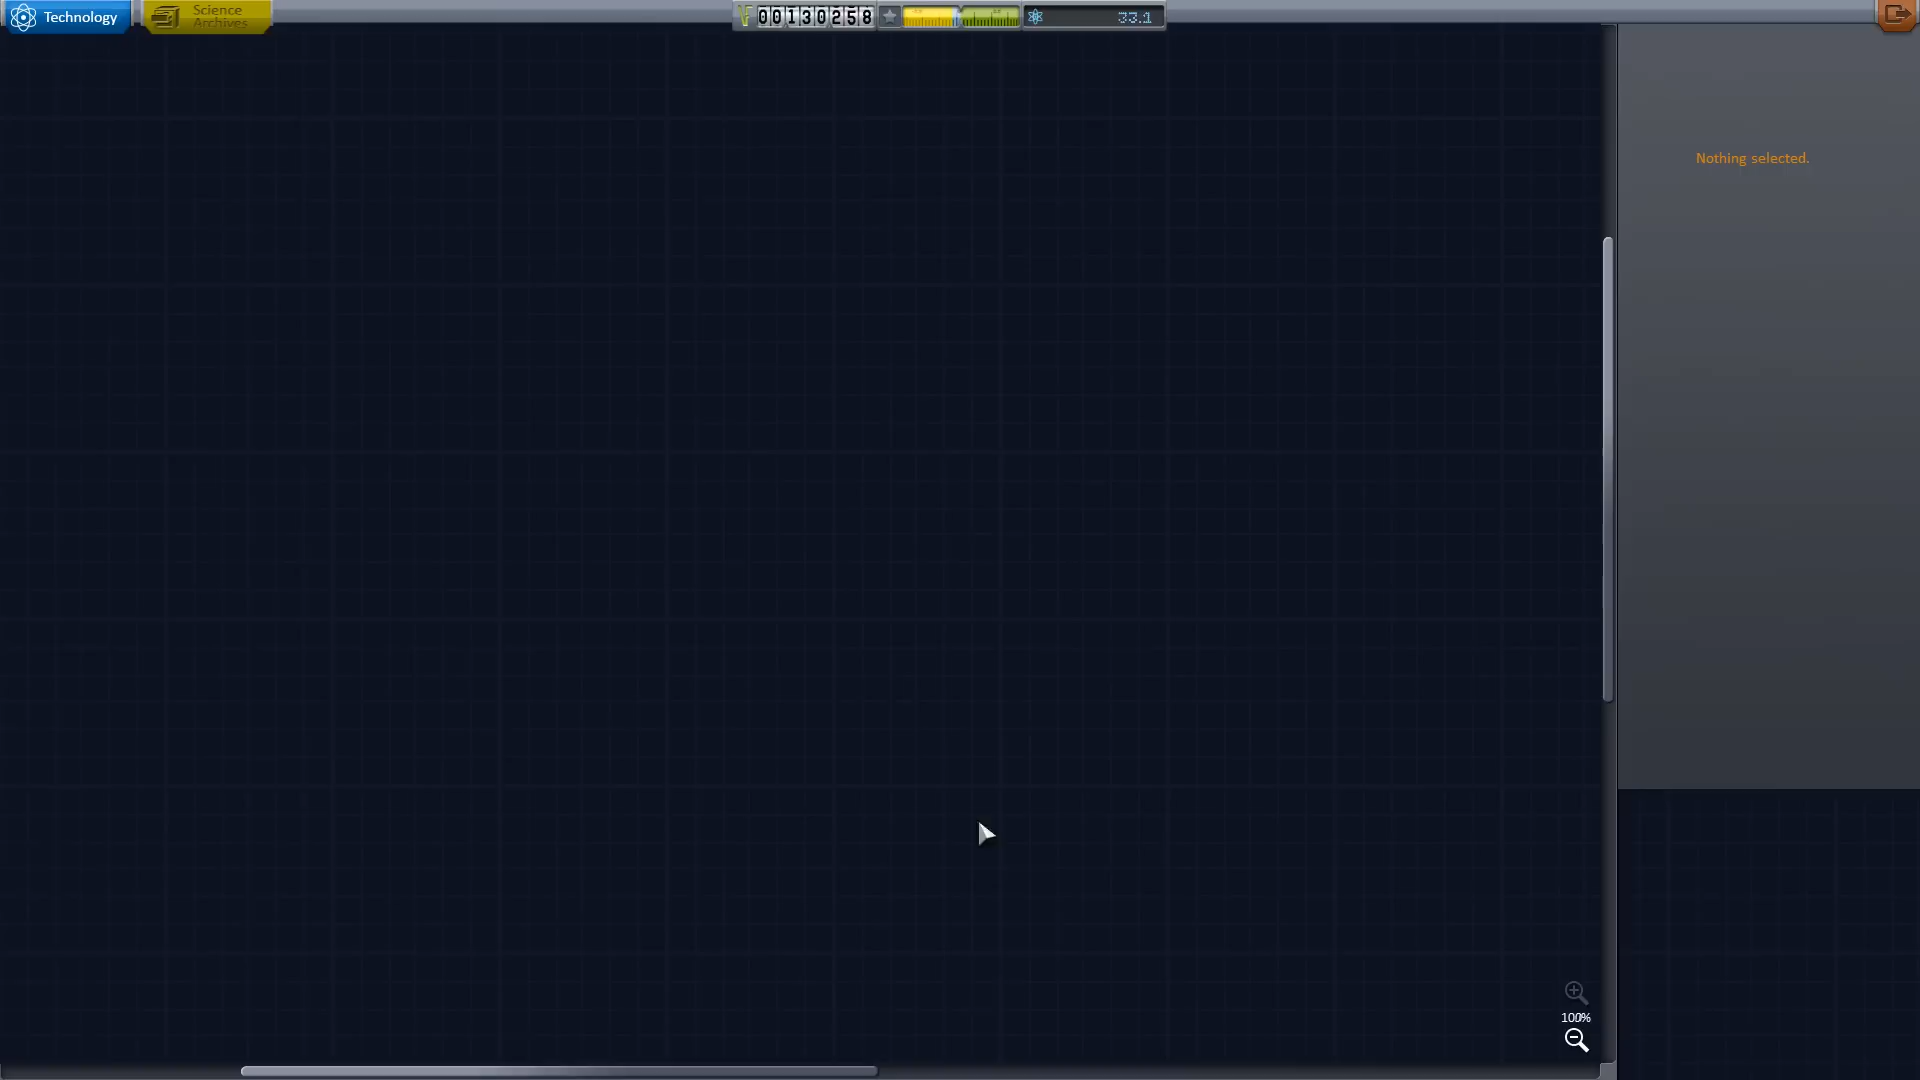 Technology
Science
Archives
00130258
33.1
Nothing selected.
100%